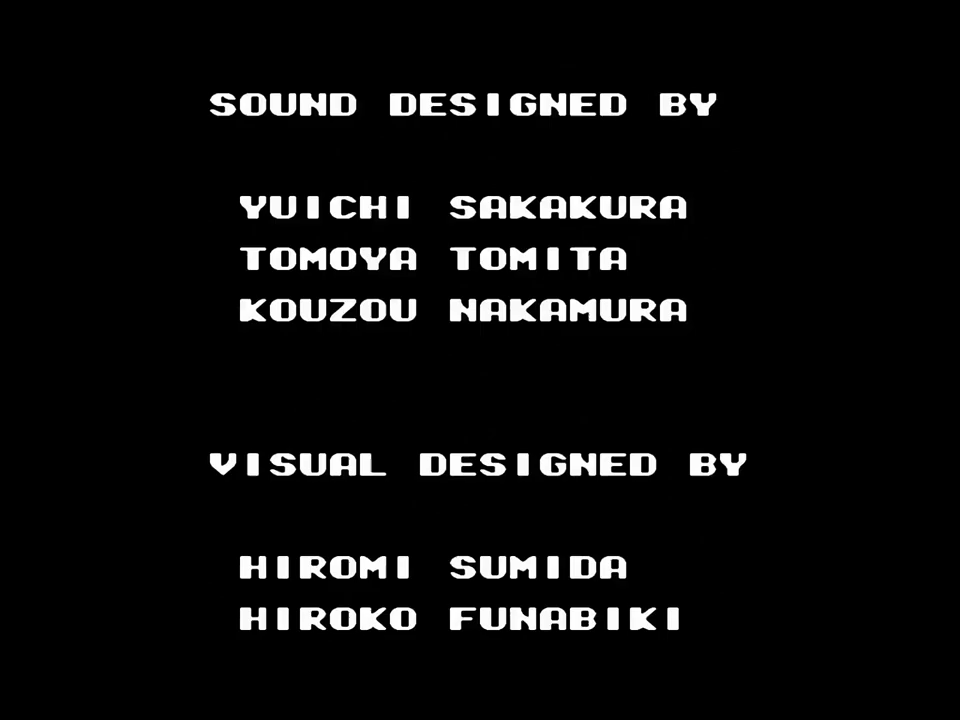 SOUND DESIGNED BY
YUICHI SAKAKURA
TOMOYA TOMITA
KOUZOU NAKAMURA
VISUAL DESIGNED BY
HIROMI SUMIDA
HIROKO FUNABIKI